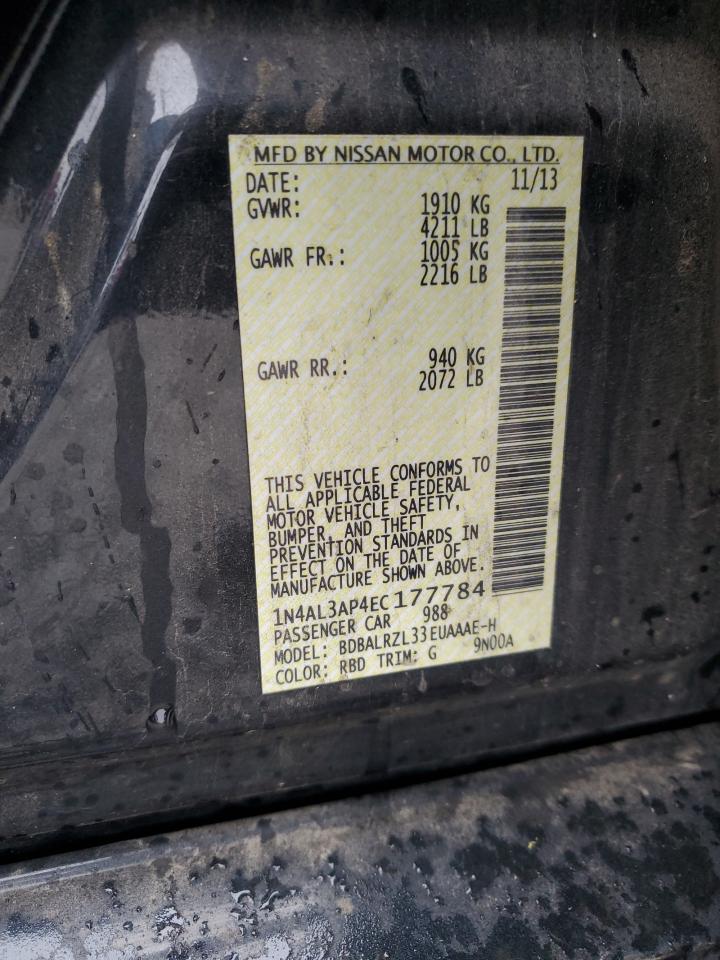 MFD BY NISSAN MOTOR CO., LTD.
DATE: 11/13
GVWR: 1910 KG
4211 LB
GAWR FR.: 1005 KG
2216 LB
GAWR RR.: 940 KG
2072 LB
THIS VEHICLE CONFORMS TO
ALL APPLICABLE FEDERAL
MOTOR VEHICLE SAFETY,
BUMPER, AND THEFT
PREVENTION STANDARDS IN
EFFECT ON THE DATE OF
MANUFACTURE SHOWN ABOVE.
1N4AL3AP4EC177784
PASSENGER CAR 988
MODEL: BDBALRZL33EUAAAE-H
COLOR: RBD TRIM: G 9N00A